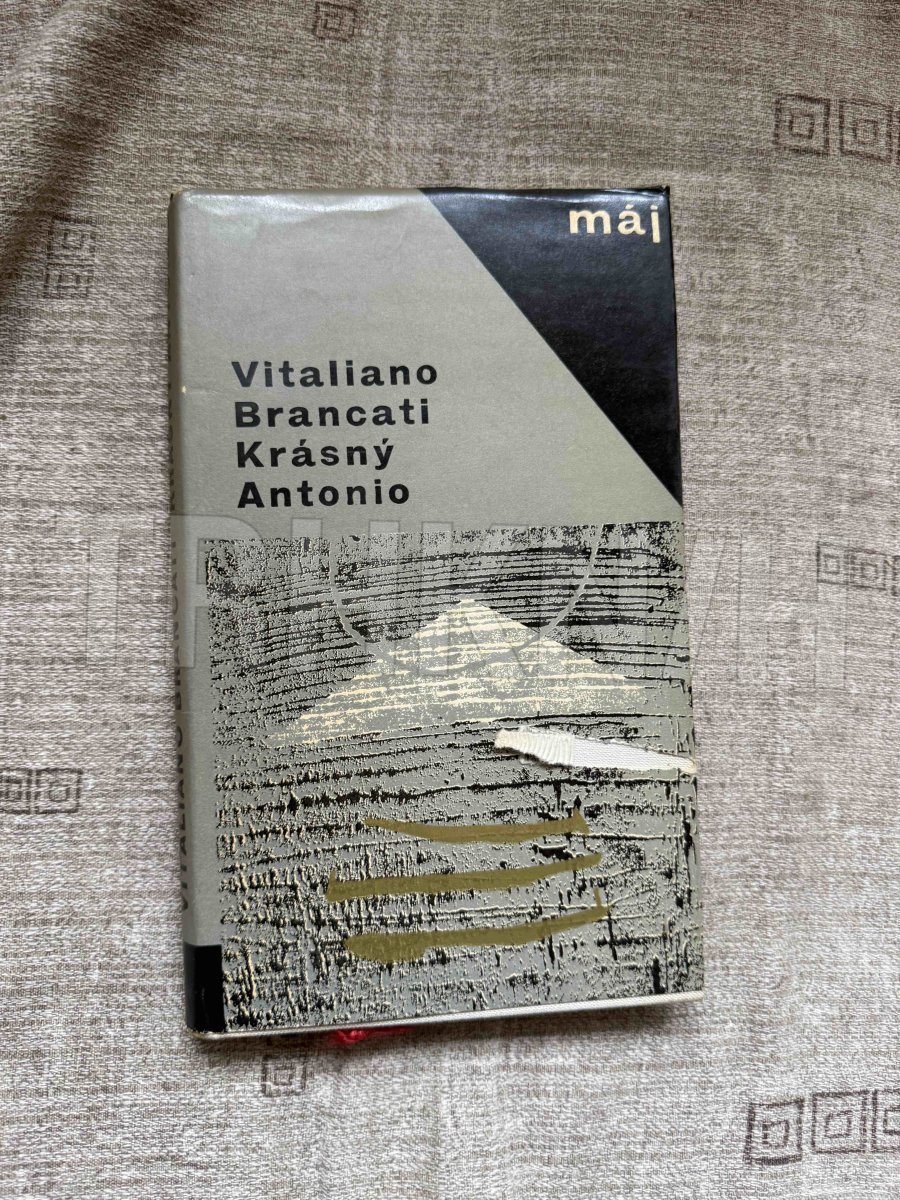 máj
Vitaliano
Brancati
Krásný
Antonio